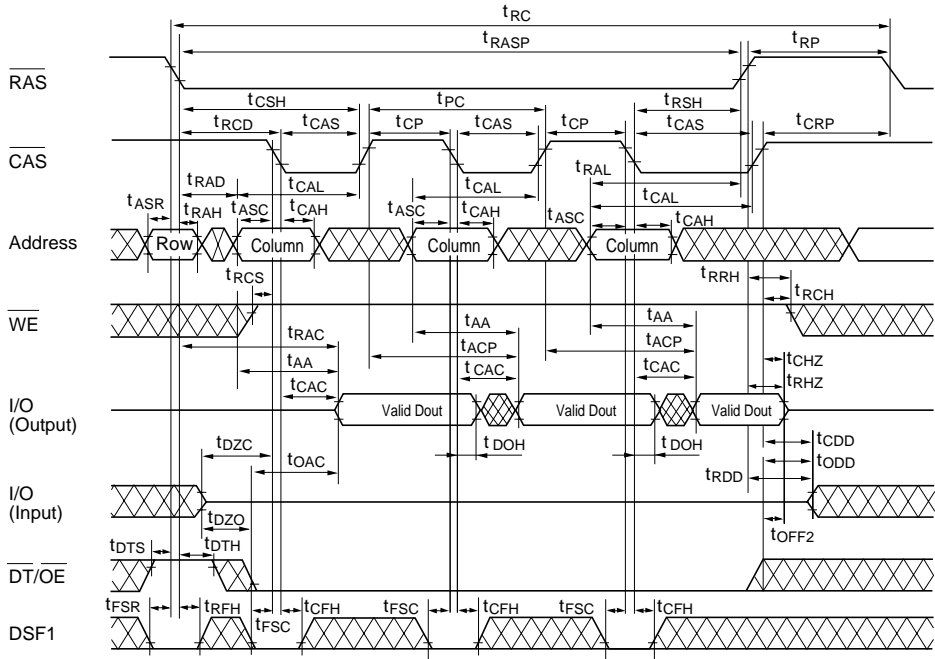 tRC
tRASP tRP
RAS
tCSH tPC tRSH
tRCD tCAS tCP tCAS tCP tCAS tCRP
CAS
tRAD tCAL tCAL tRAL tCAL
tASR tRAH tASC tCAH tASC tCAH tASC tCAH
Address Row Column Column Column
tRCS tRRH tRCH
WE
tRAC tAA tAA
tAA tACP tACP tCHZ
tCAC tCAC tCAC tRHZ
I/O
(Output)
Valid Dout Valid Dout Valid Dout
tDZC tOAC tDOH tDOH tCDD
tODD
tRDD
I/O
(Input)
tDZO tOFF2
tDTS tDTH
DT/OE
tFSR tRFH tFSC tCFH tFSC tCFH tFSC tCFH
DSF1